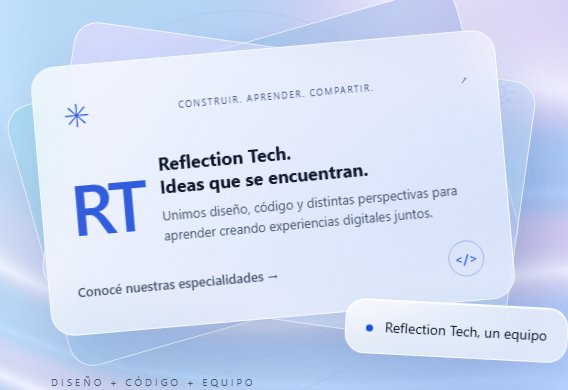 CONSTRUIR. APRENDER. COMPARTIR.
↗
RT
Reflection Tech.
Ideas que se encuentran.
Unimos diseño, código y distintas perspectivas para
aprender creando experiencias digitales juntos.
Conocé nuestras especialidades →
</>
Reflection Tech, un equipo
DISEÑO + CÓDIGO + EQUIPO